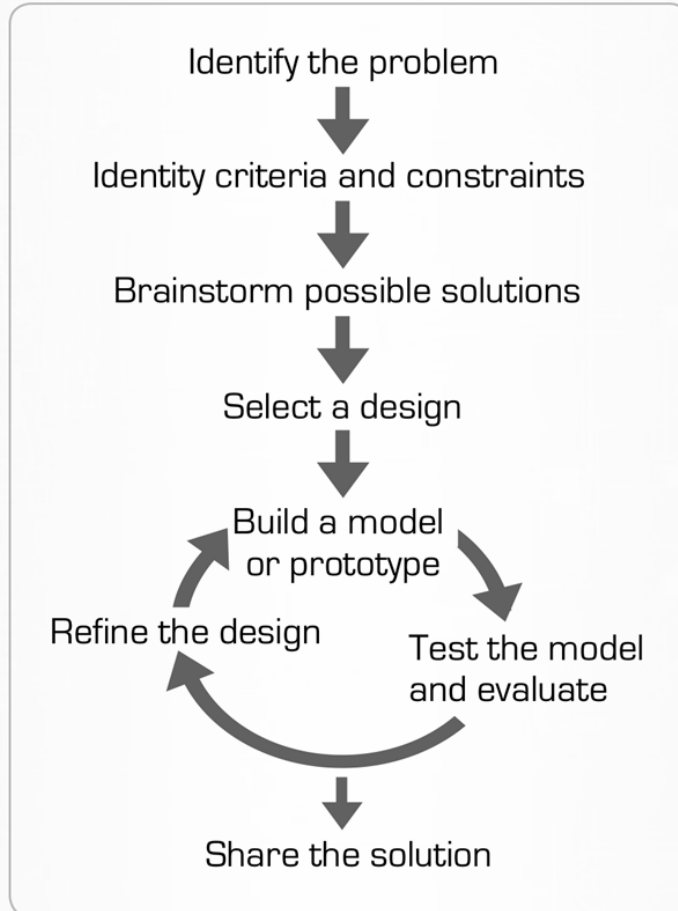 Identify the problem
Identity criteria and constraints
Brainstorm possible solutions
Select a design
Build a model
or prototype
Refine the design
Test the model
and evaluate
Share the solution